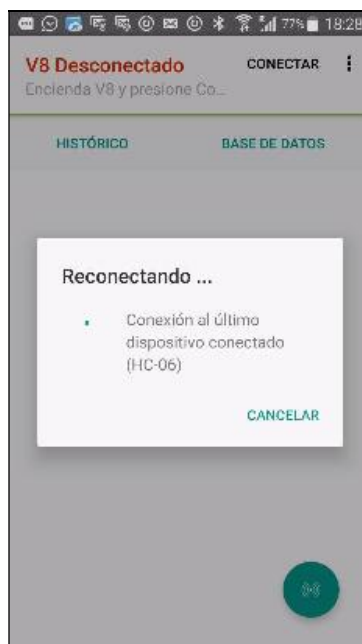 77% 18:28
V8 Desconectado CONECTAR
Encienda V8 y presione Co...
HISTÓRICO BASE DE DATOS
Reconectando ...
Conexión al último
dispositivo conectado
(HC-06)
CANCELAR